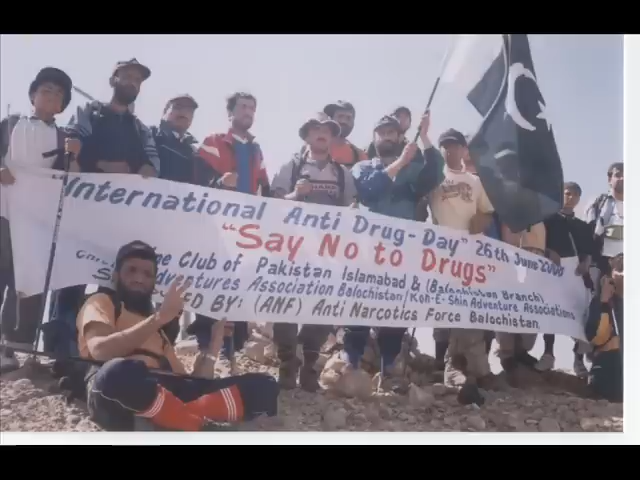 International Anti Drug-Day" 26th June 2000
"Say No to Drugs"
Club of Pakistan Islamabad & (Balochistan Branch)
Adventures Association Balochistan/Koh-E-Shin Adventure Associations
BY: (ANF) Anti Narcotics Force Balochistan